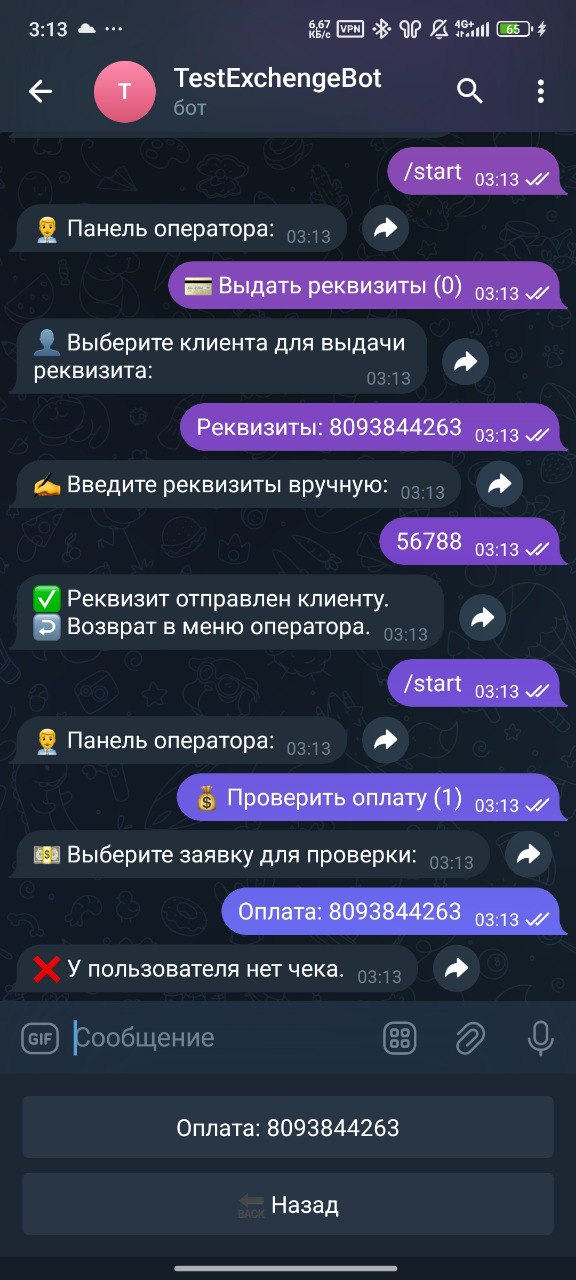 3:13
6,67
КБ/с
VPN
4G+
65
T
TestExchengeBot
бот
/start 03:13
👨‍💼 Панель оператора: 03:13
💳 Выдать реквизиты (0) 03:13
👤 Выберите клиента для выдачи
реквизита: 03:13
Реквизиты: 8093844263 03:13
✍️ Введите реквизиты вручную: 03:13
56788 03:13
✅ Реквизит отправлен клиенту.
↩️ Возврат в меню оператора. 03:13
/start 03:13
👨‍💼 Панель оператора: 03:13
💰 Проверить оплату (1) 03:13
💵 Выберите заявку для проверки: 03:13
Оплата: 8093844263 03:13
❌ У пользователя нет чека. 03:13
GIF
Сообщение
Оплата: 8093844263
🔙 Назад